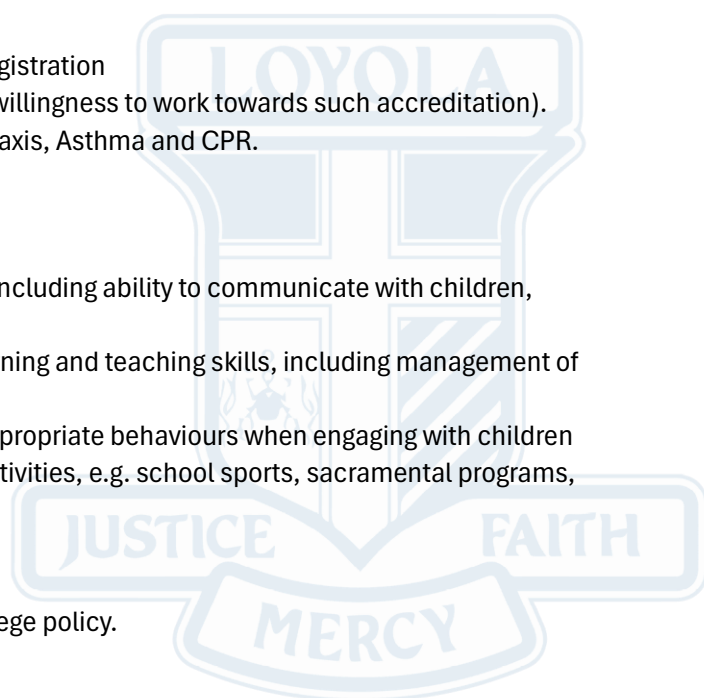 LOYOLA
gistration
willingness to work towards such accreditation).
axis, Asthma and CPR.
ncluding ability to communicate with children,
ning and teaching skills, including management of
propriate behaviours when engaging with children
tivities, e.g. school sports, sacramental programs,
JUSTICE FAITH
ege policy.
MERCY